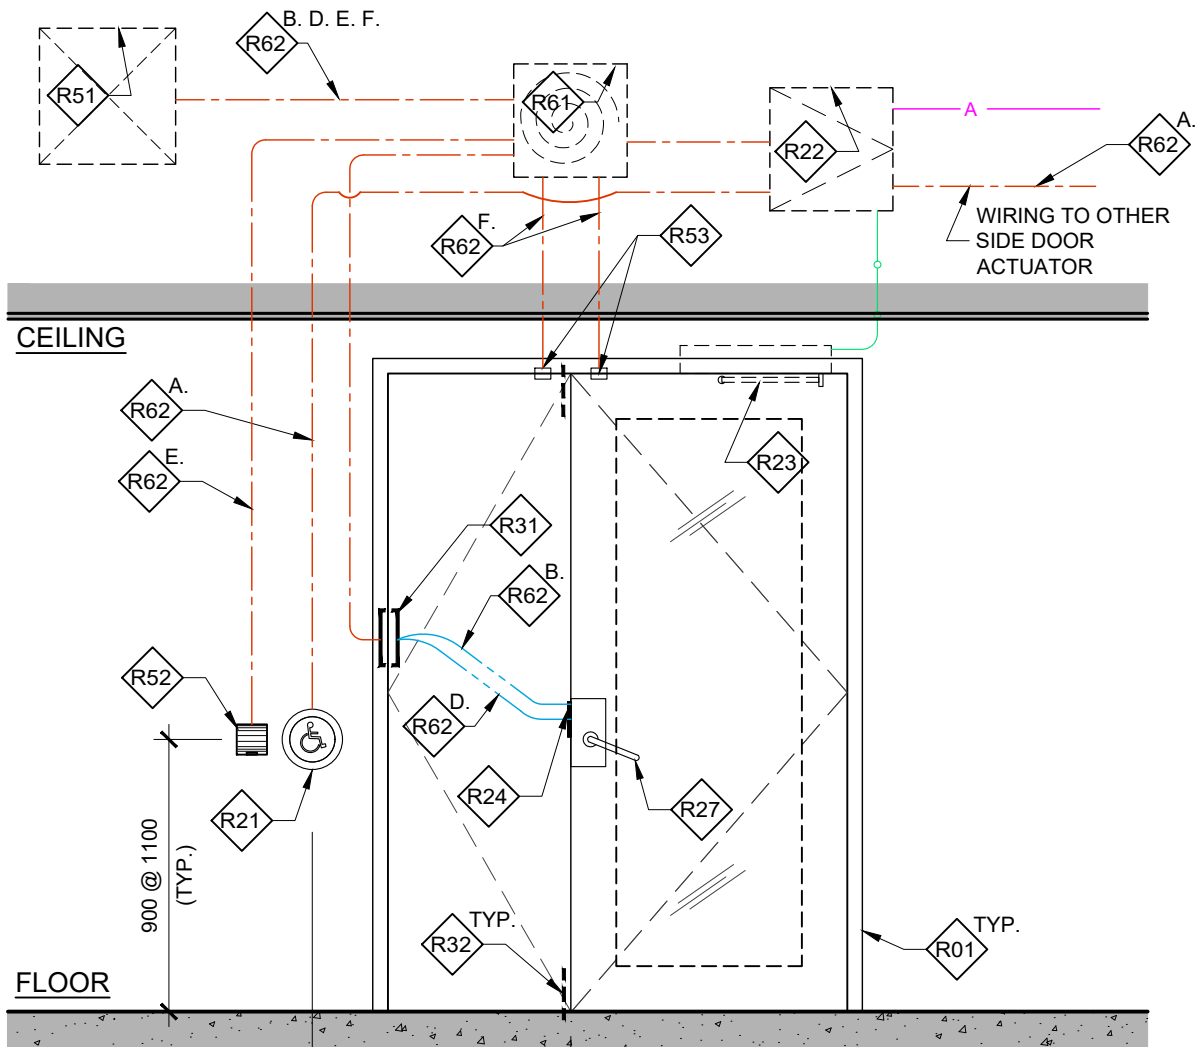 B. D. E. F.
R62
R51
R61
R22
A
A.
R62
WIRING TO OTHER
SIDE DOOR
ACTUATOR
F.
R62
R53
CEILING
A.
R62
E.
R62
R23
R31
B.
R62
R52
D.
R62
R24
R27
R21
900 @ 1100
(TYP.)
TYP.
R32
TYP.
R01
FLOOR